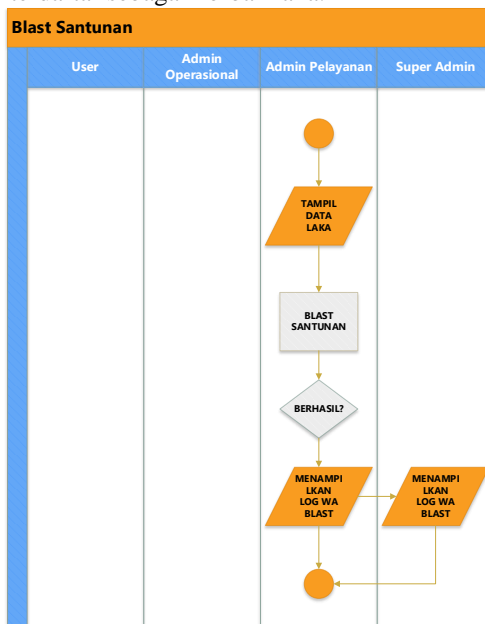 Blast Santunan
User
Admin
Operasional
Admin Pelayanan
Super Admin
TAMPIL
DATA
LAKA
BLAST
SANTUNAN
BERHASIL?
MENAMPI
LKAN
LOG WA
BLAST
MENAMPI
LKAN
LOG WA
BLAST